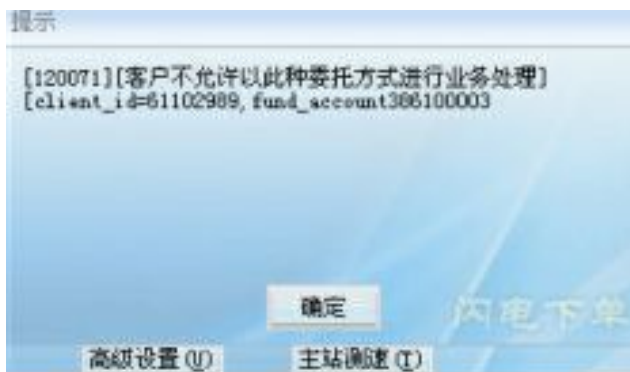 提示
[120071][客户不允许以此种委托方式进行业务处理]
[client_id=61102989, fund_account386100003
确定
闪电下单
高级设置(U)
主站测速(T)